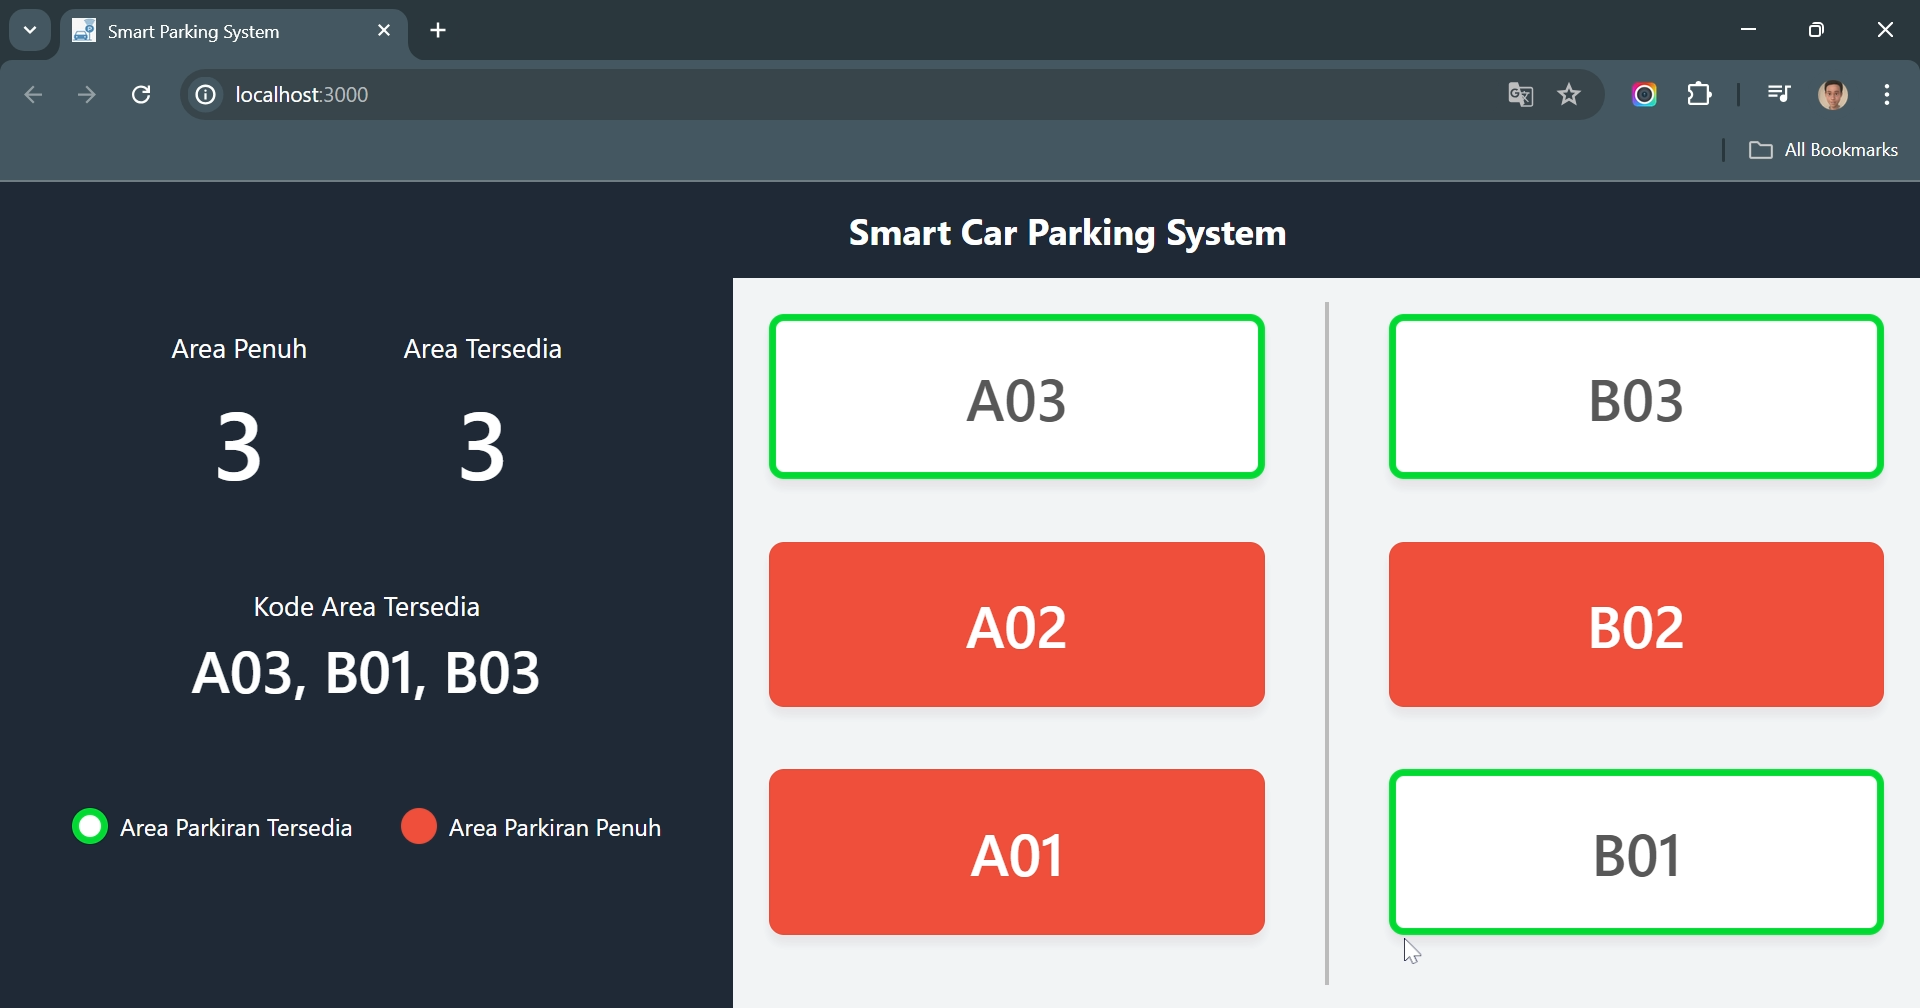 Smart Parking System
localhost:3000
All Bookmarks
Smart Car Parking System
Area Penuh
Area Tersedia
3
3
Kode Area Tersedia
A03, B01, B03
Area Parkiran Tersedia
Area Parkiran Penuh
A03
B03
A02
B02
A01
B01